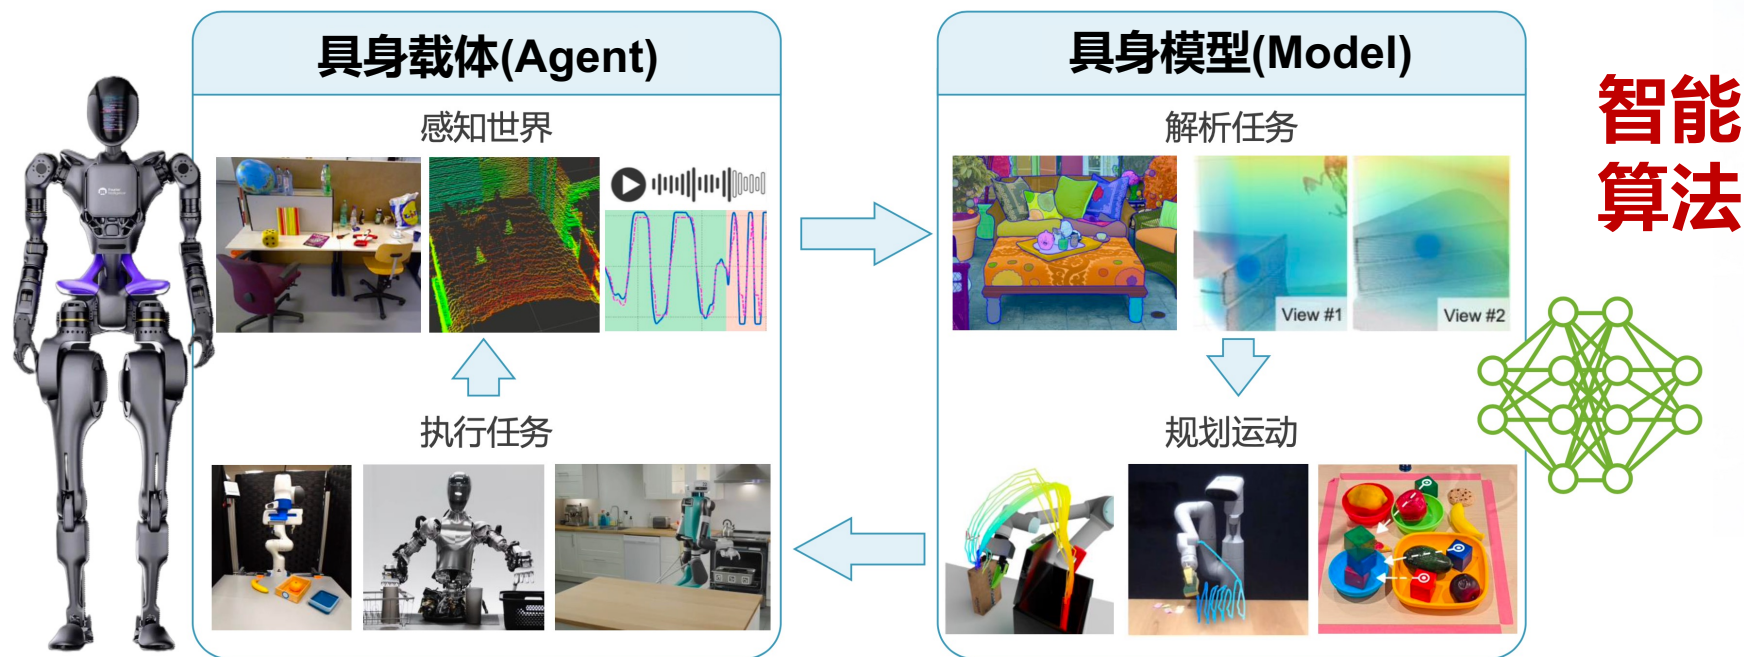 具身载体(Agent)
感知世界
执行任务
具身模型(Model)
解析任务
View #1
View #2
规划运动
智能
算法